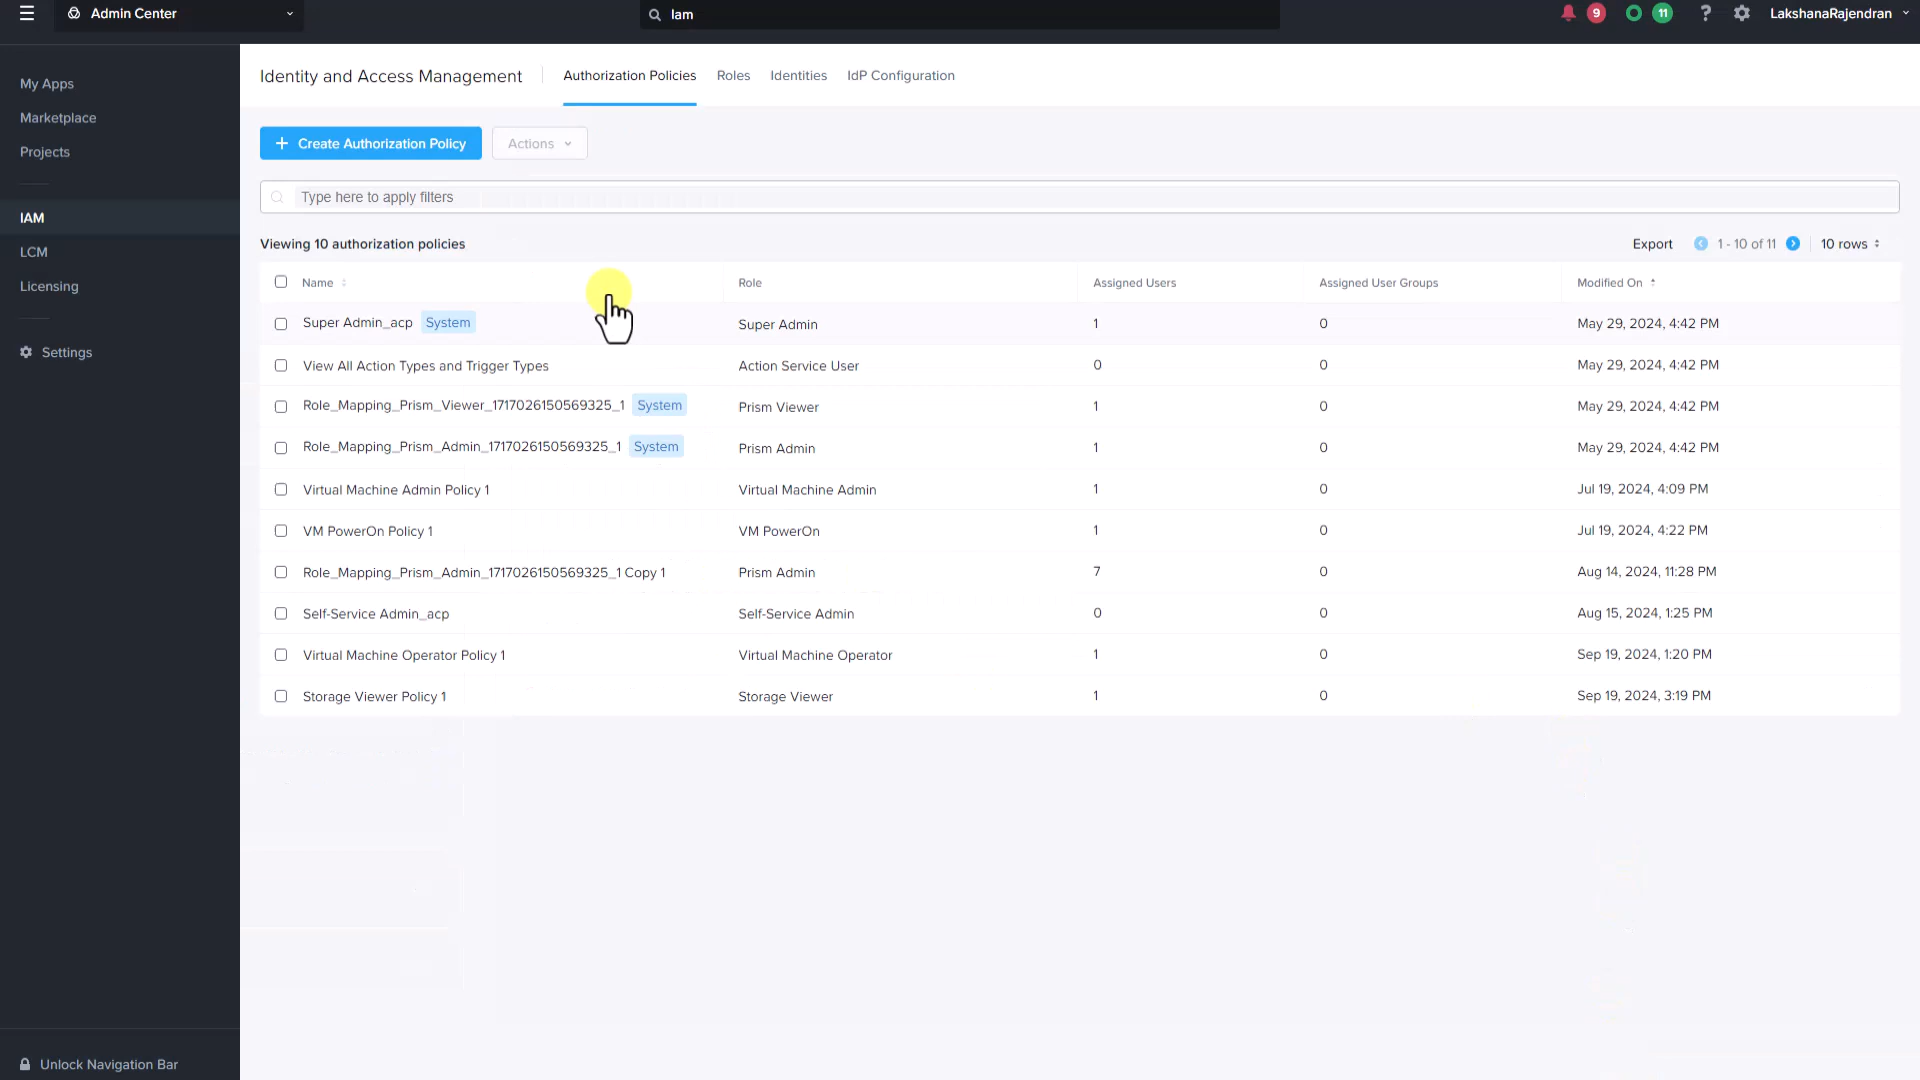 Admin Center
Iam
9
11
?
LakshanaRajendran
My Apps
Marketplace
Projects
IAM
LCM
Licensing
Settings
Unlock Navigation Bar
Identity and Access Management
Authorization Policies Roles Identities IdP Configuration
+ Create Authorization Policy Actions
Type here to apply filters
Viewing 10 authorization policies
Export 1 - 10 of 11 10 rows
Name Role Assigned Users Assigned User Groups Modified On
Super Admin_acp System Super Admin 1 0 May 29, 2024, 4:42 PM
View All Action Types and Trigger Types Action Service User 0 0 May 29, 2024, 4:42 PM
Role_Mapping_Prism_Viewer_1717026150569325_1 System Prism Viewer 1 0 May 29, 2024, 4:42 PM
Role_Mapping_Prism_Admin_1717026150569325_1 System Prism Admin 1 0 May 29, 2024, 4:42 PM
Virtual Machine Admin Policy 1 Virtual Machine Admin 1 0 Jul 19, 2024, 4:09 PM
VM PowerOn Policy 1 VM PowerOn 1 0 Jul 19, 2024, 4:22 PM
Role_Mapping_Prism_Admin_1717026150569325_1 Copy 1 Prism Admin 7 0 Aug 14, 2024, 11:28 PM
Self-Service Admin_acp Self-Service Admin 0 0 Aug 15, 2024, 1:25 PM
Virtual Machine Operator Policy 1 Virtual Machine Operator 1 0 Sep 19, 2024, 1:20 PM
Storage Viewer Policy 1 Storage Viewer 1 0 Sep 19, 2024, 3:19 PM